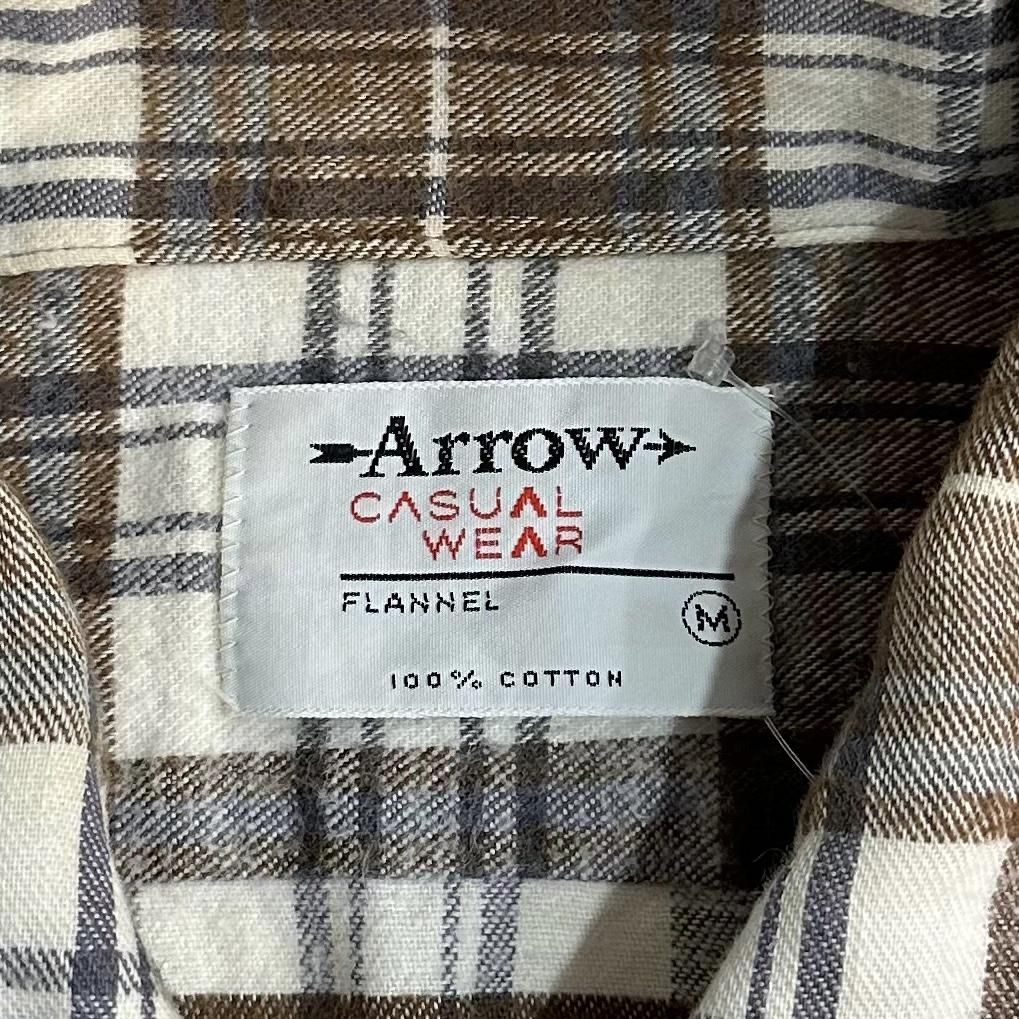 Arrow
CASUAL
WEAR
FLANNEL
M
100% COTTON